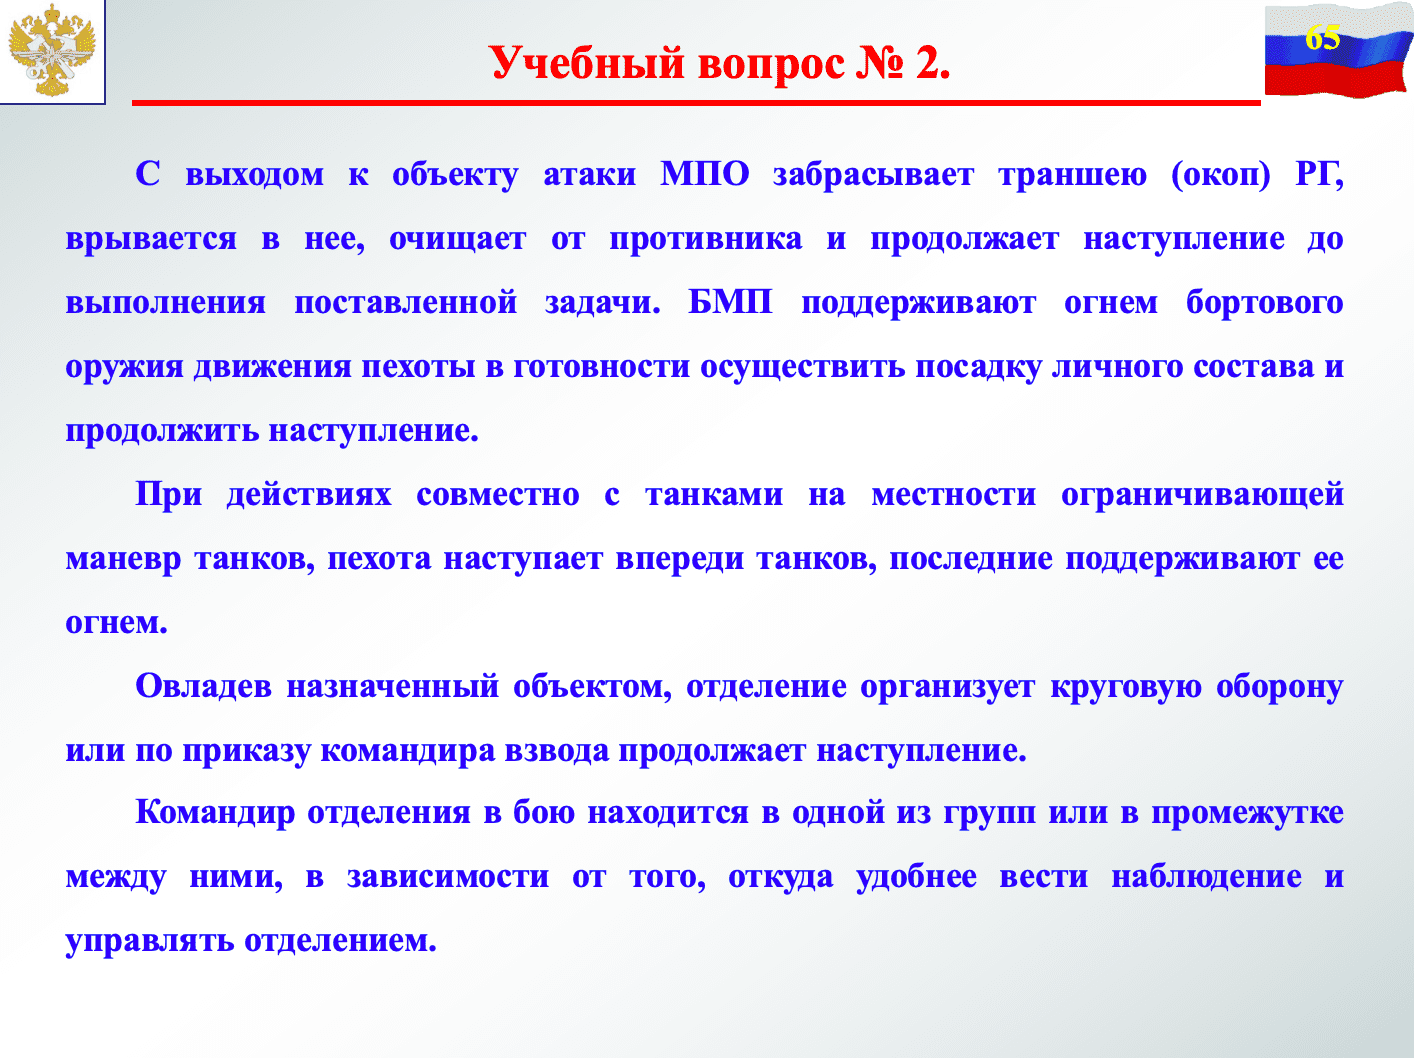 Учебный вопрос № 2.
65
С выходом к объекту атаки МПО забрасывает траншею (окоп) РГ,
врывается в нее, очищает от противника и продолжает наступление до
выполнения поставленной задачи. БМП поддерживают огнем бортового
оружия движения пехоты в готовности осуществить посадку личного состава и
продолжить наступление.
При действиях совместно с танками на местности ограничивающей
маневр танков, пехота наступает впереди танков, последние поддерживают ее
огнем.
Овладев назначенный объектом, отделение организует круговую оборону
или по приказу командира взвода продолжает наступление.
Командир отделения в бою находится в одной из групп или в промежутке
между ними, в зависимости от того, откуда удобнее вести наблюдение и
управлять отделением.